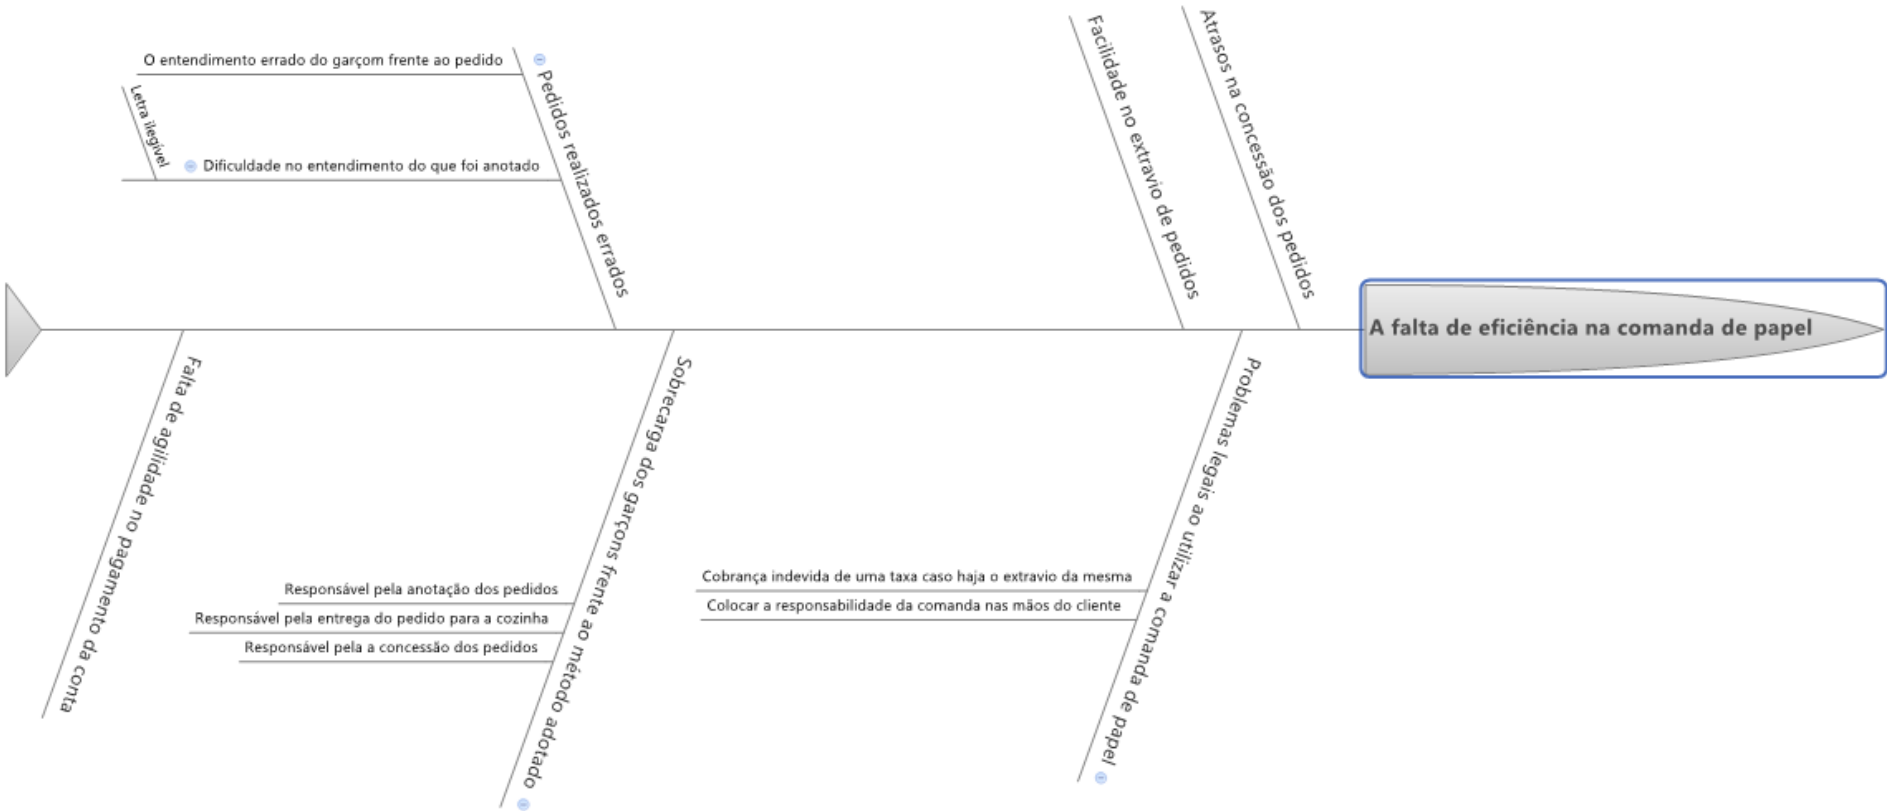 O entendimento errado do garçom frente ao pedido
Letra ilegível
Dificuldade no entendimento do que foi anotado
Pedidos realizados errados
Facilidade no extravio de pedidos
Atrasos na concessão dos pedidos
A falta de eficiência na comanda de papel
Falta de agilidade no pagamento da conta
Responsável pela anotação dos pedidos
Responsável pela entrega do pedido para a cozinha
Responsável pela a concessão dos pedidos
Sobrecarga dos garçons frente ao método adotado
Cobrança indevida de uma taxa caso haja o extravio da mesma
Colocar a responsabilidade da comanda nas mãos do cliente
Problemas legais ao utilizar a comanda de papel